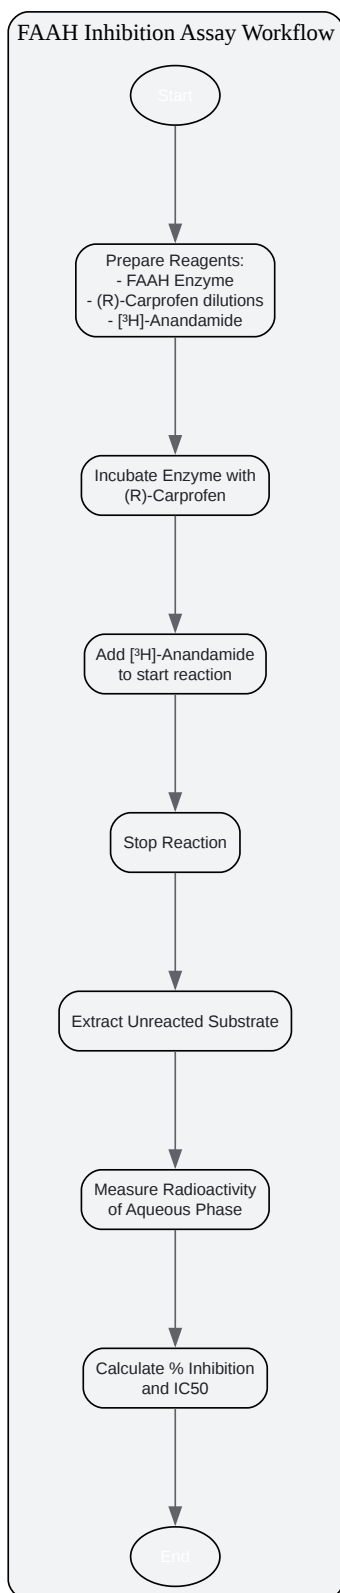 FAAH Inhibition Assay Workflow
Start
Prepare Reagents:
- FAAH Enzyme
- (R)-Carprofen dilutions
- [³H]-Anandamide
Incubate Enzyme with
(R)-Carprofen
Add [³H]-Anandamide
to start reaction
Stop Reaction
Extract Unreacted Substrate
Measure Radioactivity
of Aqueous Phase
Calculate % Inhibition
and IC50
End